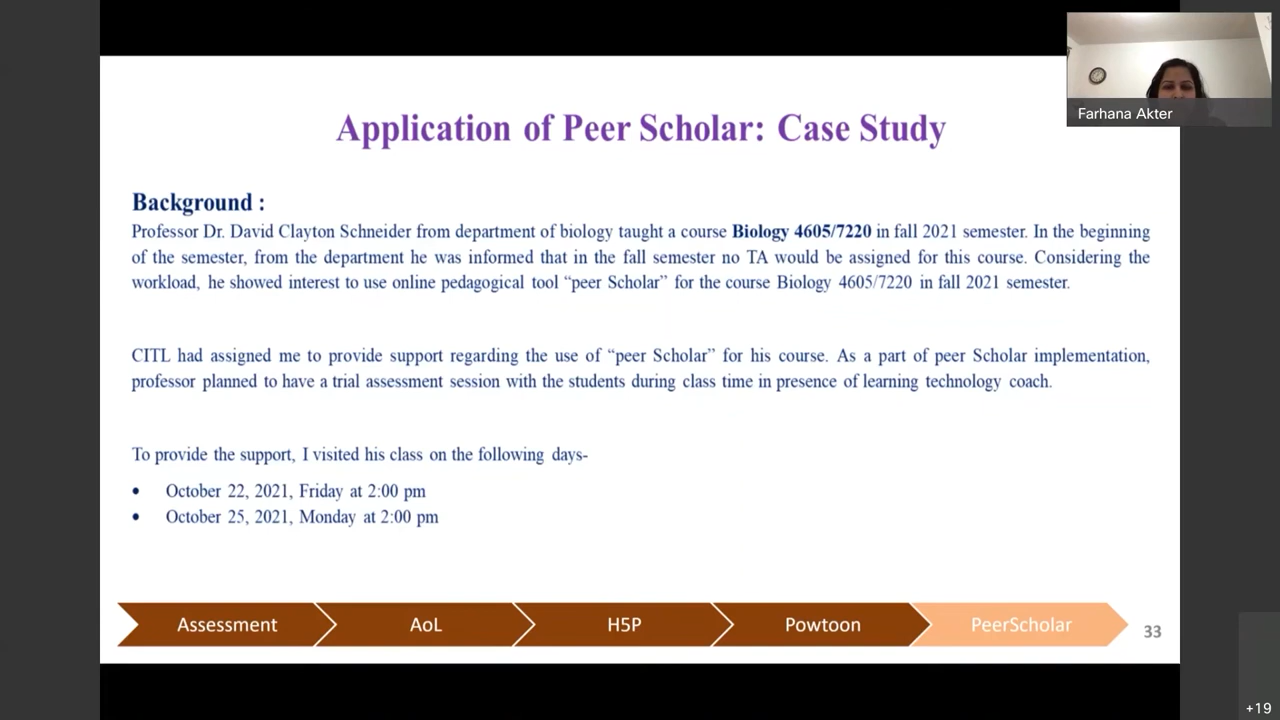 Farhana Akter
Application of Peer Scholar: Case Study
Background :
Professor Dr. David Clayton Schneider from department of biology taught a course Biology 4605/7220 in fall 2021 semester. In the beginning
of the semester, from the department he was informed that in the fall semester no TA would be assigned for this course. Considering the
workload, he showed interest to use online pedagogical tool “peer Scholar” for the course Biology 4605/7220 in fall 2021 semester.
CITL had assigned me to provide support regarding the use of “peer Scholar” for his course. As a part of peer Scholar implementation,
professor planned to have a trial assessment session with the students during class time in presence of learning technology coach.
To provide the support, I visited his class on the following days-
• October 22, 2021, Friday at 2:00 pm
• October 25, 2021, Monday at 2:00 pm
Assessment AoL H5P Powtoon PeerScholar 33
+19